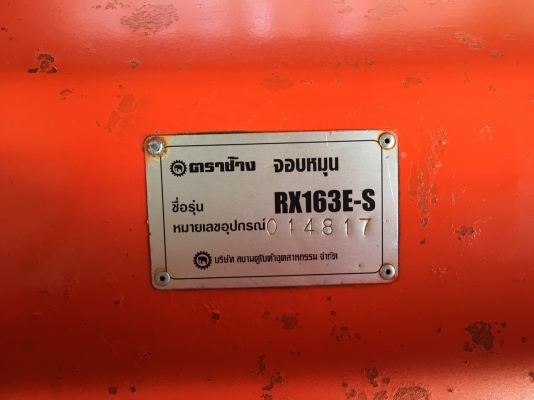 ตราช้าง จอบหมุน
ชื่อรุ่น RX163E-S
หมายเลขอุปกรณ์ 014817
บริษัท สยามคูโบต้าอุตสาหกรรม จำกัด